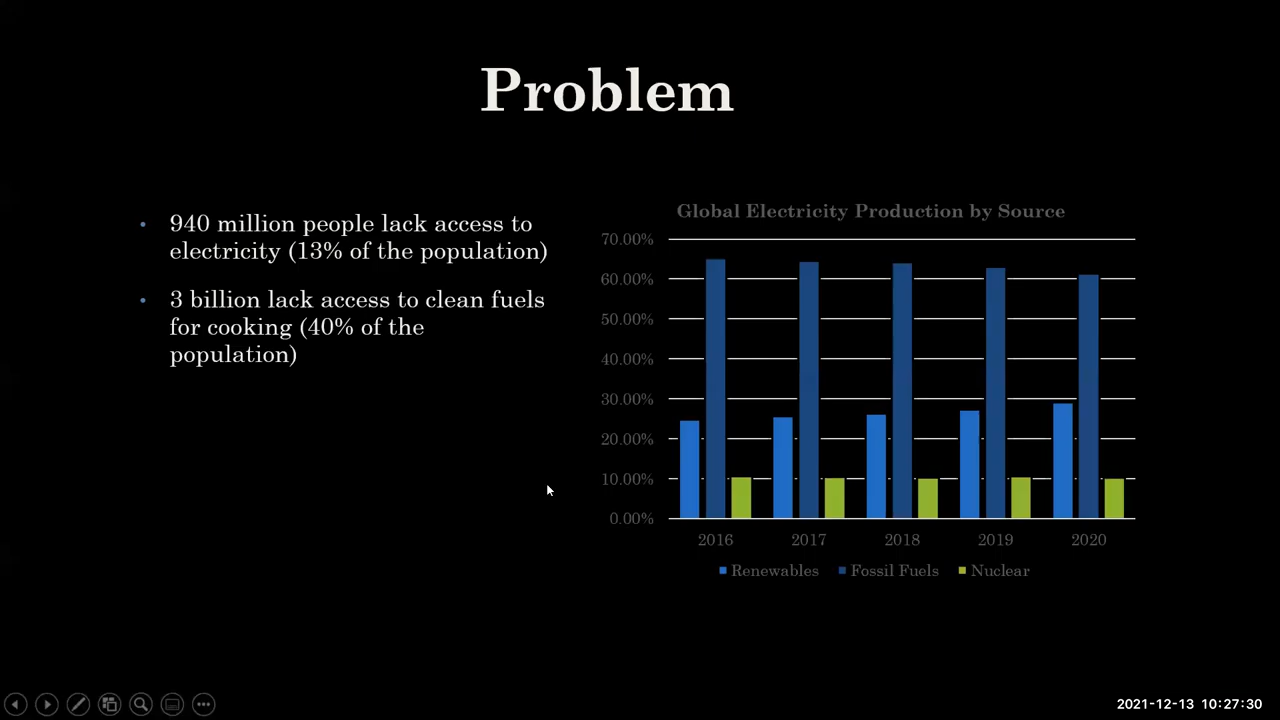 Problem
• 940 million people lack access to
electricity (13% of the population)
• 3 billion lack access to clean fuels
for cooking (40% of the
population)
Global Electricity Production by Source
70.00%
60.00%
50.00%
40.00%
30.00%
20.00%
10.00%
0.00%
2016 2017 2018 2019 2020
Renewables Fossil Fuels Nuclear
2021-12-13 10:27:30